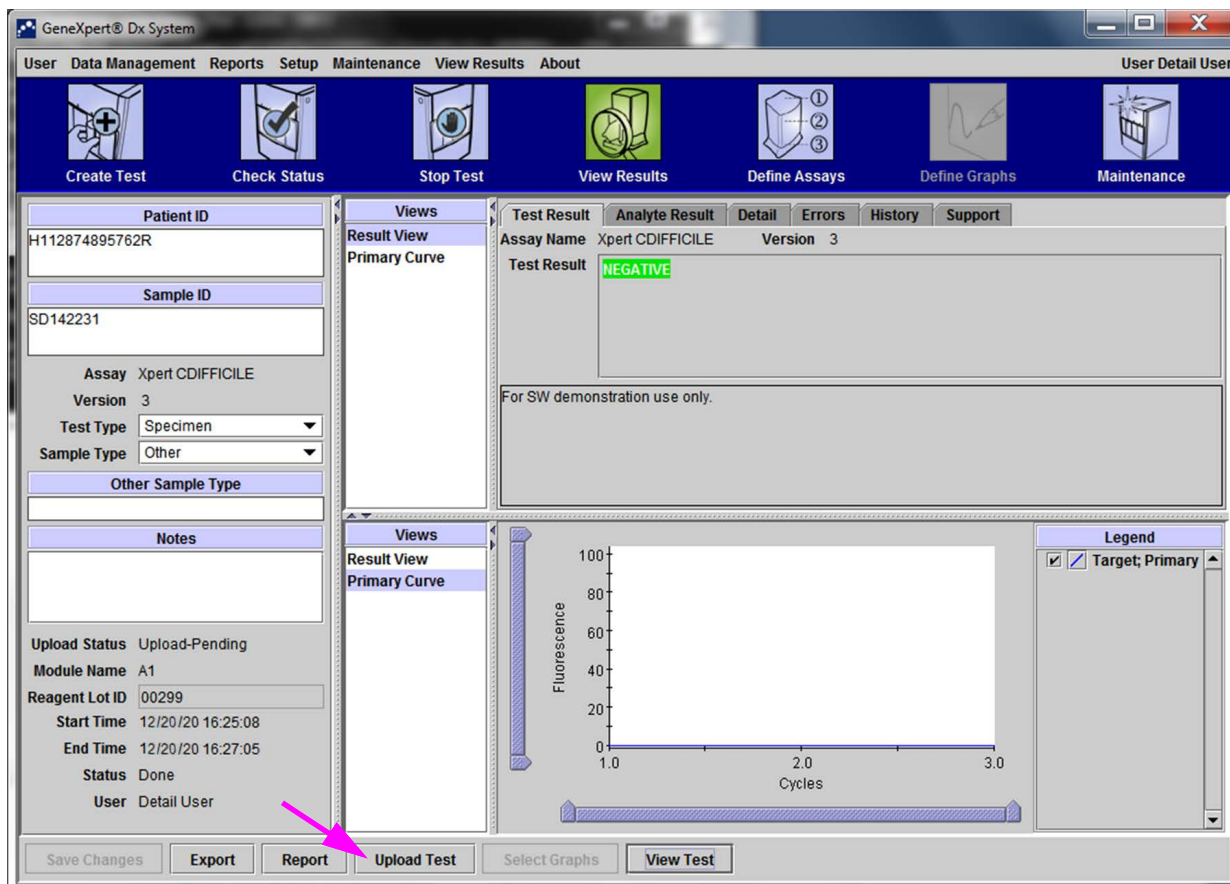 GeneXpert® Dx System
User Data Management Reports Setup Maintenance View Results About User Detail User
Create Test Check Status Stop Test View Results Define Assays Define Graphs Maintenance
Patient ID
H112874895762R
Sample ID
SD142231
Assay Xpert CDIFFICILE
Version 3
Test Type Specimen
Sample Type Other
Other Sample Type
Notes
Upload Status Upload-Pending
Module Name A1
Reagent Lot ID 00299
Start Time 12/20/20 16:25:08
End Time 12/20/20 16:27:05
Status Done
User Detail User
Views
Result View
Primary Curve
Test Result Analyte Result Detail Errors History Support
Assay Name Xpert CDIFFICILE Version 3
Test Result NEGATIVE
For SW demonstration use only.
Views
Result View
Primary Curve
Fluorescence
100
80
60
40
20
0
1.0 2.0 3.0
Cycles
Legend
Target; Primary
Save Changes Export Report Upload Test Select Graphs View Test